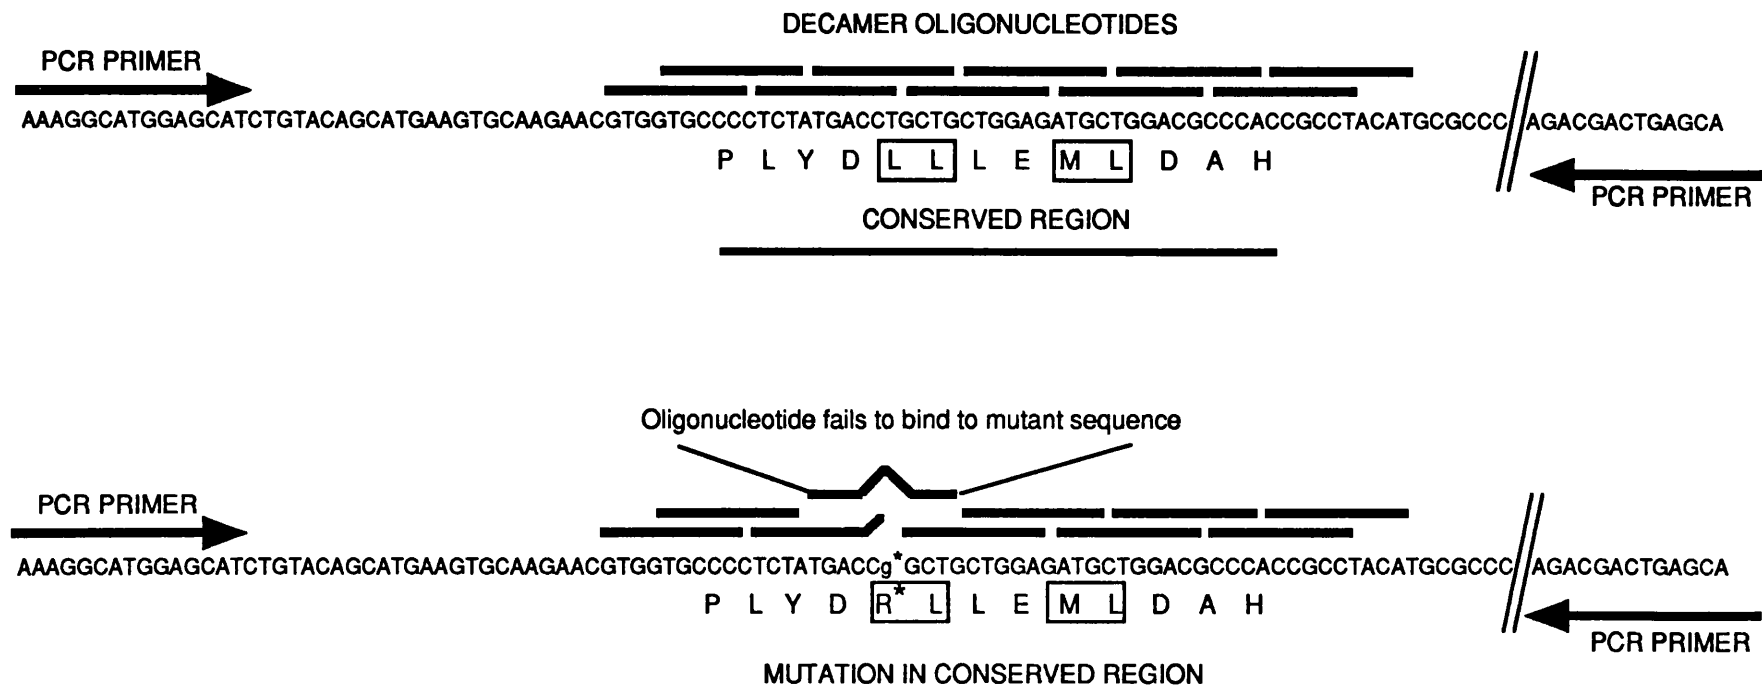 DECAMER OLIGONUCLEOTIDES
PCR PRIMER
AAAGGCATGGAGCATCTGTACAGCATGAAGTGCAAGAACGTGGTGCCCCTCTATGACCTGCTGCTGGAGATGCTGGACGCCCACCGCCTACATGCGCCC AGACGACTGAGCA
P L Y D L L L E M L D A H
PCR PRIMER
CONSERVED REGION
Oligonucleotide fails to bind to mutant sequence
PCR PRIMER
AAAGGCATGGAGCATCTGTACAGCATGAAGTGCAAGAACGTGGTGCCCCTCTATGACCg*GCTGCTGGAGATGCTGGACGCCCACCGCCTACATGCGCCC AGACGACTGAGCA
P L Y D R* L L E M L D A H
PCR PRIMER
MUTATION IN CONSERVED REGION